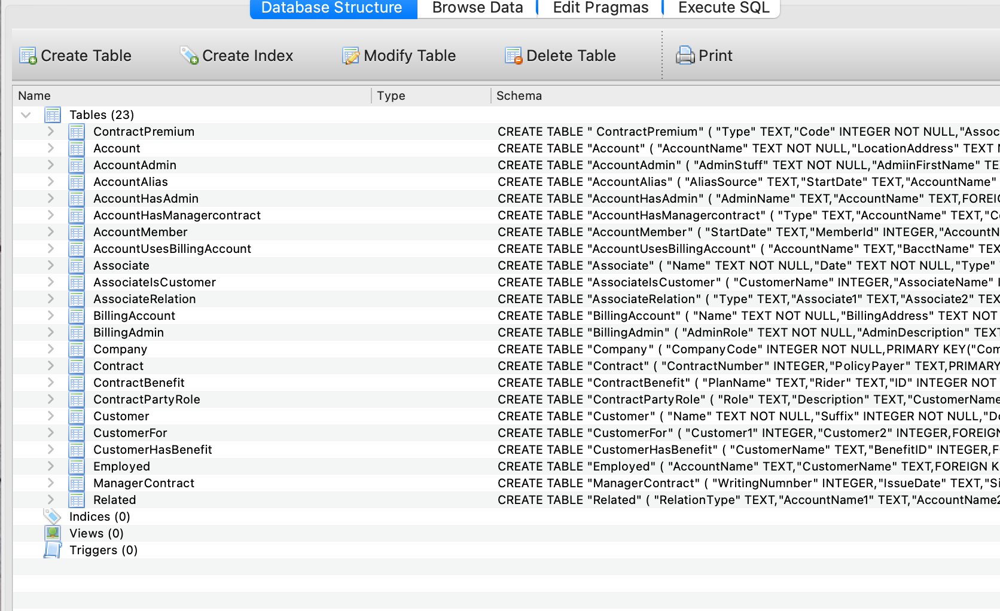 Database Structure Browse Data Edit Pragmas Execute SQL
Create Table Create Index Modify Table Delete Table Print
Name Type Schema
Tables (23)
ContractPremium CREATE TABLE " ContractPremium" ( "Type" TEXT,"Code" INTEGER NOT NULL,"Assoc
Account CREATE TABLE "Account" ( "AccountName" TEXT NOT NULL,"LocationAddress" TEXT N
AccountAdmin CREATE TABLE "AccountAdmin" ( "AdminStuff" TEXT NOT NULL,"AdmiinFirstName" TE
AccountAlias CREATE TABLE "AccountAlias" ( "AliasSource" TEXT,"StartDate" TEXT,"AccountName"
AccountHasAdmin CREATE TABLE "AccountHasAdmin" ( "AdminName" TEXT,"AccountName" TEXT,FOREIG
AccountHasManagercontract CREATE TABLE "AccountHasManagercontract" ( "Type" TEXT,"AccountName" TEXT,"Co
AccountMember CREATE TABLE "AccountMember" ( "StartDate" TEXT,"MemberId" INTEGER,"AccountN
AccountUsesBillingAccount CREATE TABLE "AccountUsesBillingAccount" ( "AccountName" TEXT,"BacctName" TEX
Associate CREATE TABLE "Associate" ( "Name" TEXT NOT NULL,"Date" TEXT NOT NULL,"Type"
AssociateIsCustomer CREATE TABLE "AssociateIsCustomer" ( "CustomerName" INTEGER,"AssociateName" I
AssociateRelation CREATE TABLE "AssociateRelation" ( "Type" TEXT,"Associate1" TEXT,"Associate2" TEX
BillingAccount CREATE TABLE "BillingAccount" ( "Name" TEXT NOT NULL,"BillingAddress" TEXT NOT
BillingAdmin CREATE TABLE "BillingAdmin" ( "AdminRole" TEXT NOT NULL,"AdminDescription" TEXT
Company CREATE TABLE "Company" ( "CompanyCode" INTEGER NOT NULL,PRIMARY KEY("Com
Contract CREATE TABLE "Contract" ( "ContractNumber" INTEGER,"PolicyPayer" TEXT,PRIMARY
ContractBenefit CREATE TABLE "ContractBenefit" ( "PlanName" TEXT,"Rider" TEXT,"ID" INTEGER NOT
ContractPartyRole CREATE TABLE "ContractPartyRole" ( "Role" TEXT,"Description" TEXT,"CustomerName
Customer CREATE TABLE "Customer" ( "Name" TEXT NOT NULL,"Suffix" INTEGER NOT NULL,"Do
CustomerFor CREATE TABLE "CustomerFor" ( "Customer1" INTEGER,"Customer2" INTEGER,FOREIGN
CustomerHasBenefit CREATE TABLE "CustomerHasBenefit" ( "CustomerName" TEXT,"BenefitID" INTEGER,F
Employed CREATE TABLE "Employed" ( "AccountName" TEXT,"CustomerName" TEXT,FOREIGN K
ManagerContract CREATE TABLE "ManagerContract" ( "WritingNumnber" INTEGER,"IssueDate" TEXT,"Si
Related CREATE TABLE "Related" ( "RelationType" TEXT,"AccountName1" TEXT,"AccountName2
Indices (0)
Views (0)
Triggers (0)